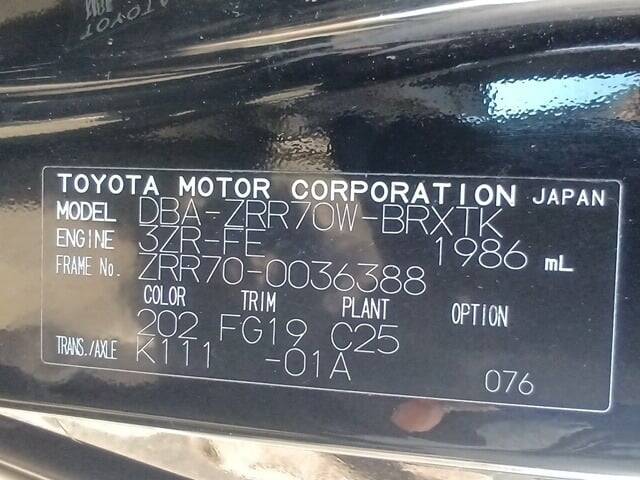 TOYOTA MOTOR CORPORATION JAPAN
MODEL DBA-ZRR70W-BRXTK
ENGINE 3ZR-FE 1986 mL
FRAME No. ZRR70-0036388
COLOR TRIM PLANT OPTION
202 FG19 C25
TRANS./AXLE K111 -01A
076